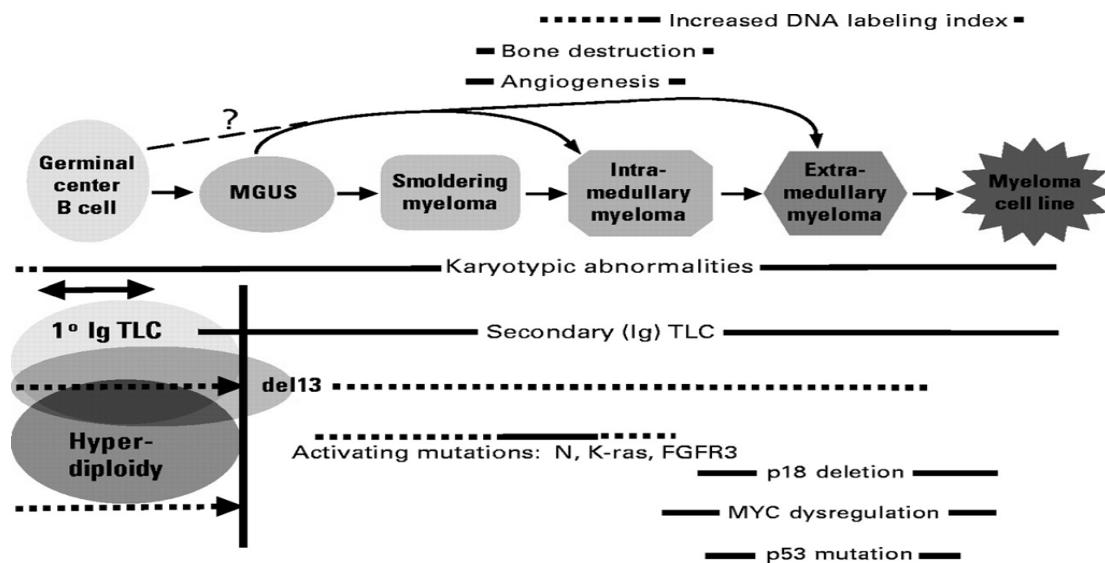 Increased DNA labeling index
Bone destruction
Angiogenesis
?
Germinal
center
B cell
MGUS
Smoldering
myeloma
Intra-
medullary
myeloma
Extra-
medullary
myeloma
Myeloma
cell line
Karyotypic abnormalities
1º Ig TLC
Secondary (Ig) TLC
del13
Hyper-
diploidy
Activating mutations: N, K-ras, FGFR3
p18 deletion
MYC dysregulation
p53 mutation